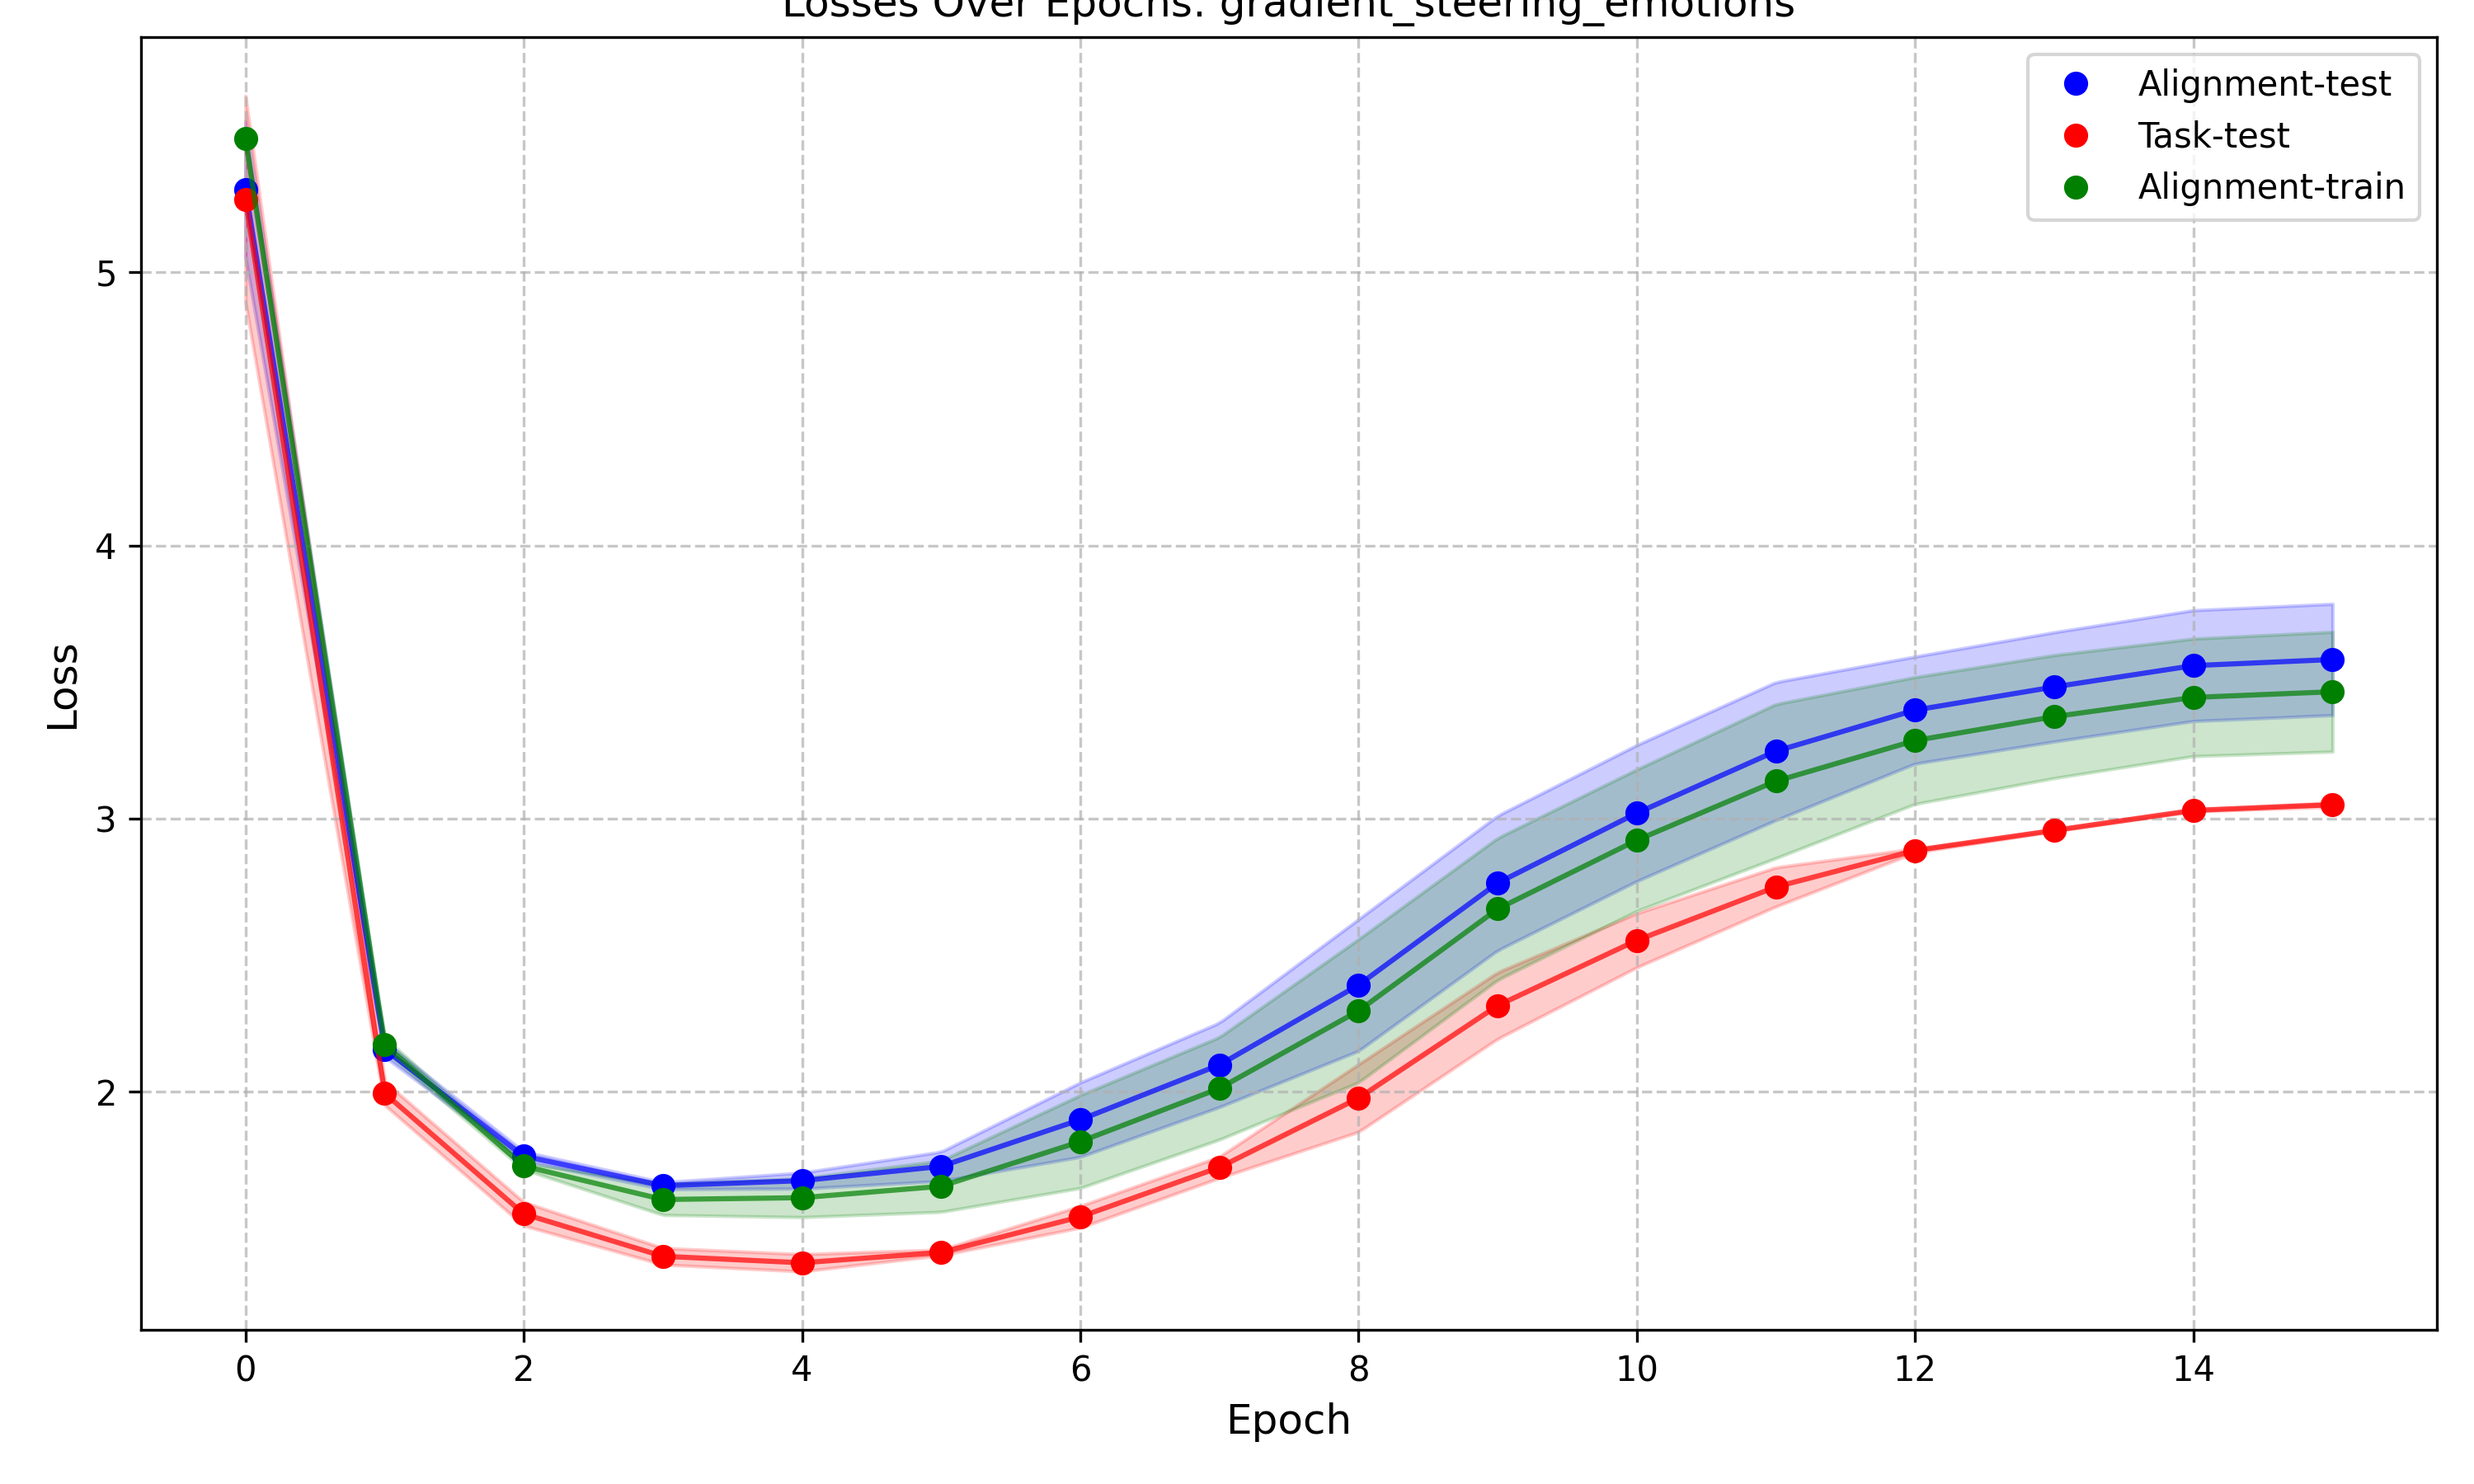 Losses Over Epochs: gradient_steering_emotions
Alignment-test
Task-test
Alignment-train
5
4
3
2
Loss
0 2 4 6 8 10 12 14
Epoch